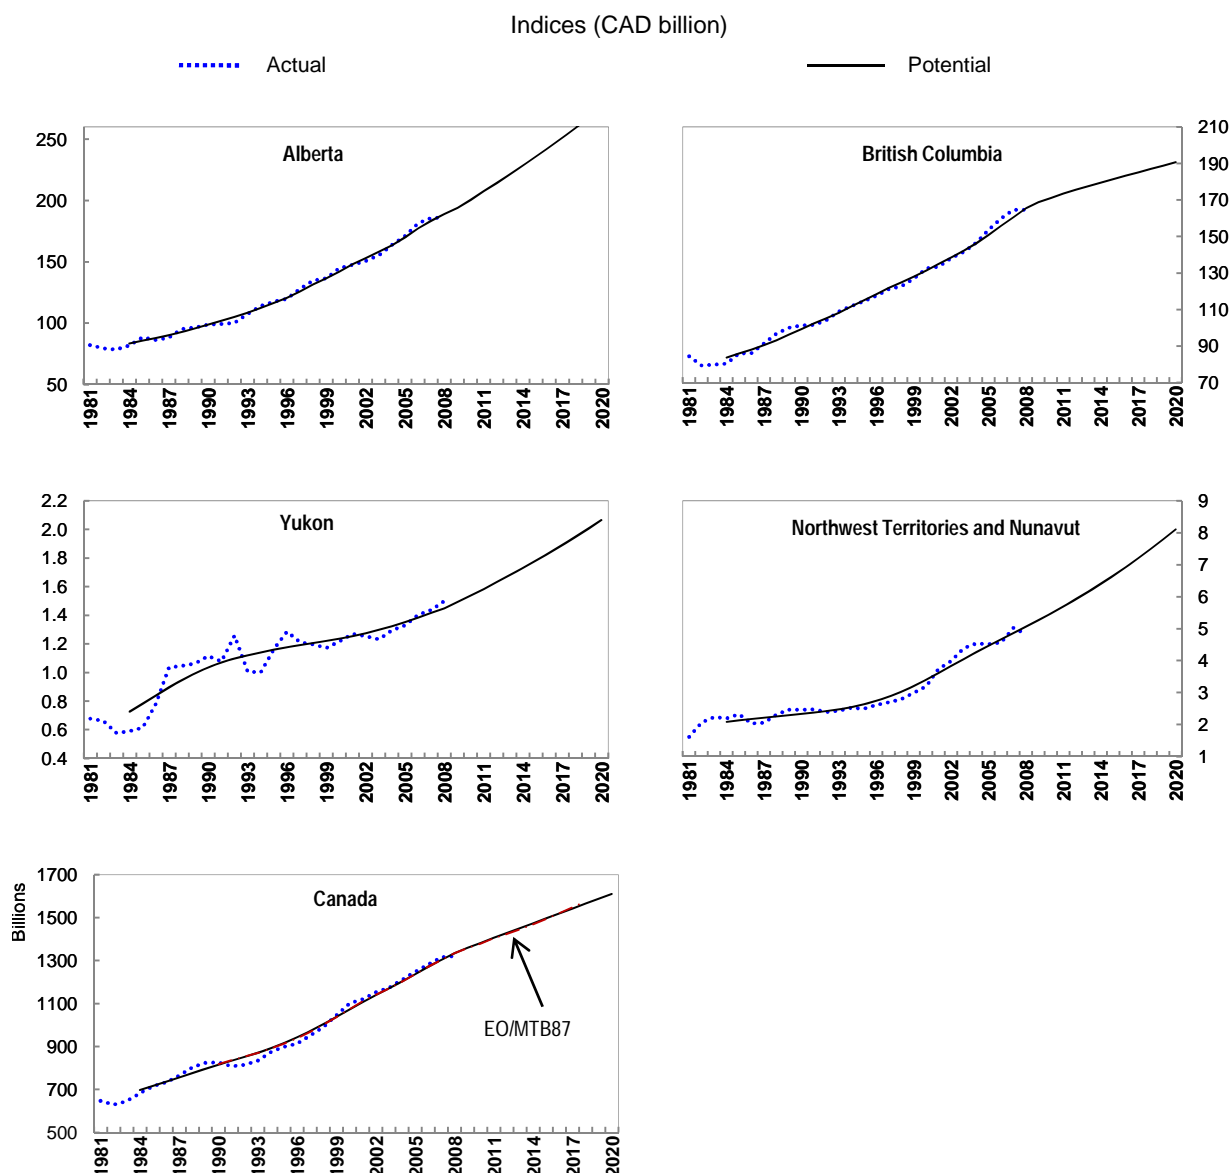 Indices (CAD billion)
Actual
Potential
Alberta
250
200
150
100
50
1981 1984 1987 1990 1993 1996 1999 2002 2005 2008 2011 2014 2017 2020
British Columbia
210
190
170
150
130
110
90
70
1981 1984 1987 1990 1993 1996 1999 2002 2005 2008 2011 2014 2017 2020
Yukon
2.2
2.0
1.8
1.6
1.4
1.2
1.0
0.8
0.6
0.4
1981 1984 1987 1990 1993 1996 1999 2002 2005 2008 2011 2014 2017 2020
Northwest Territories and Nunavut
9
8
7
6
5
4
3
2
1
1981 1984 1987 1990 1993 1996 1999 2002 2005 2008 2011 2014 2017 2020
Billions
Canada
1700
1500
1300
1100
900
700
500
EO/MTB87
1981 1984 1987 1990 1993 1996 1999 2002 2005 2008 2011 2014 2017 2020